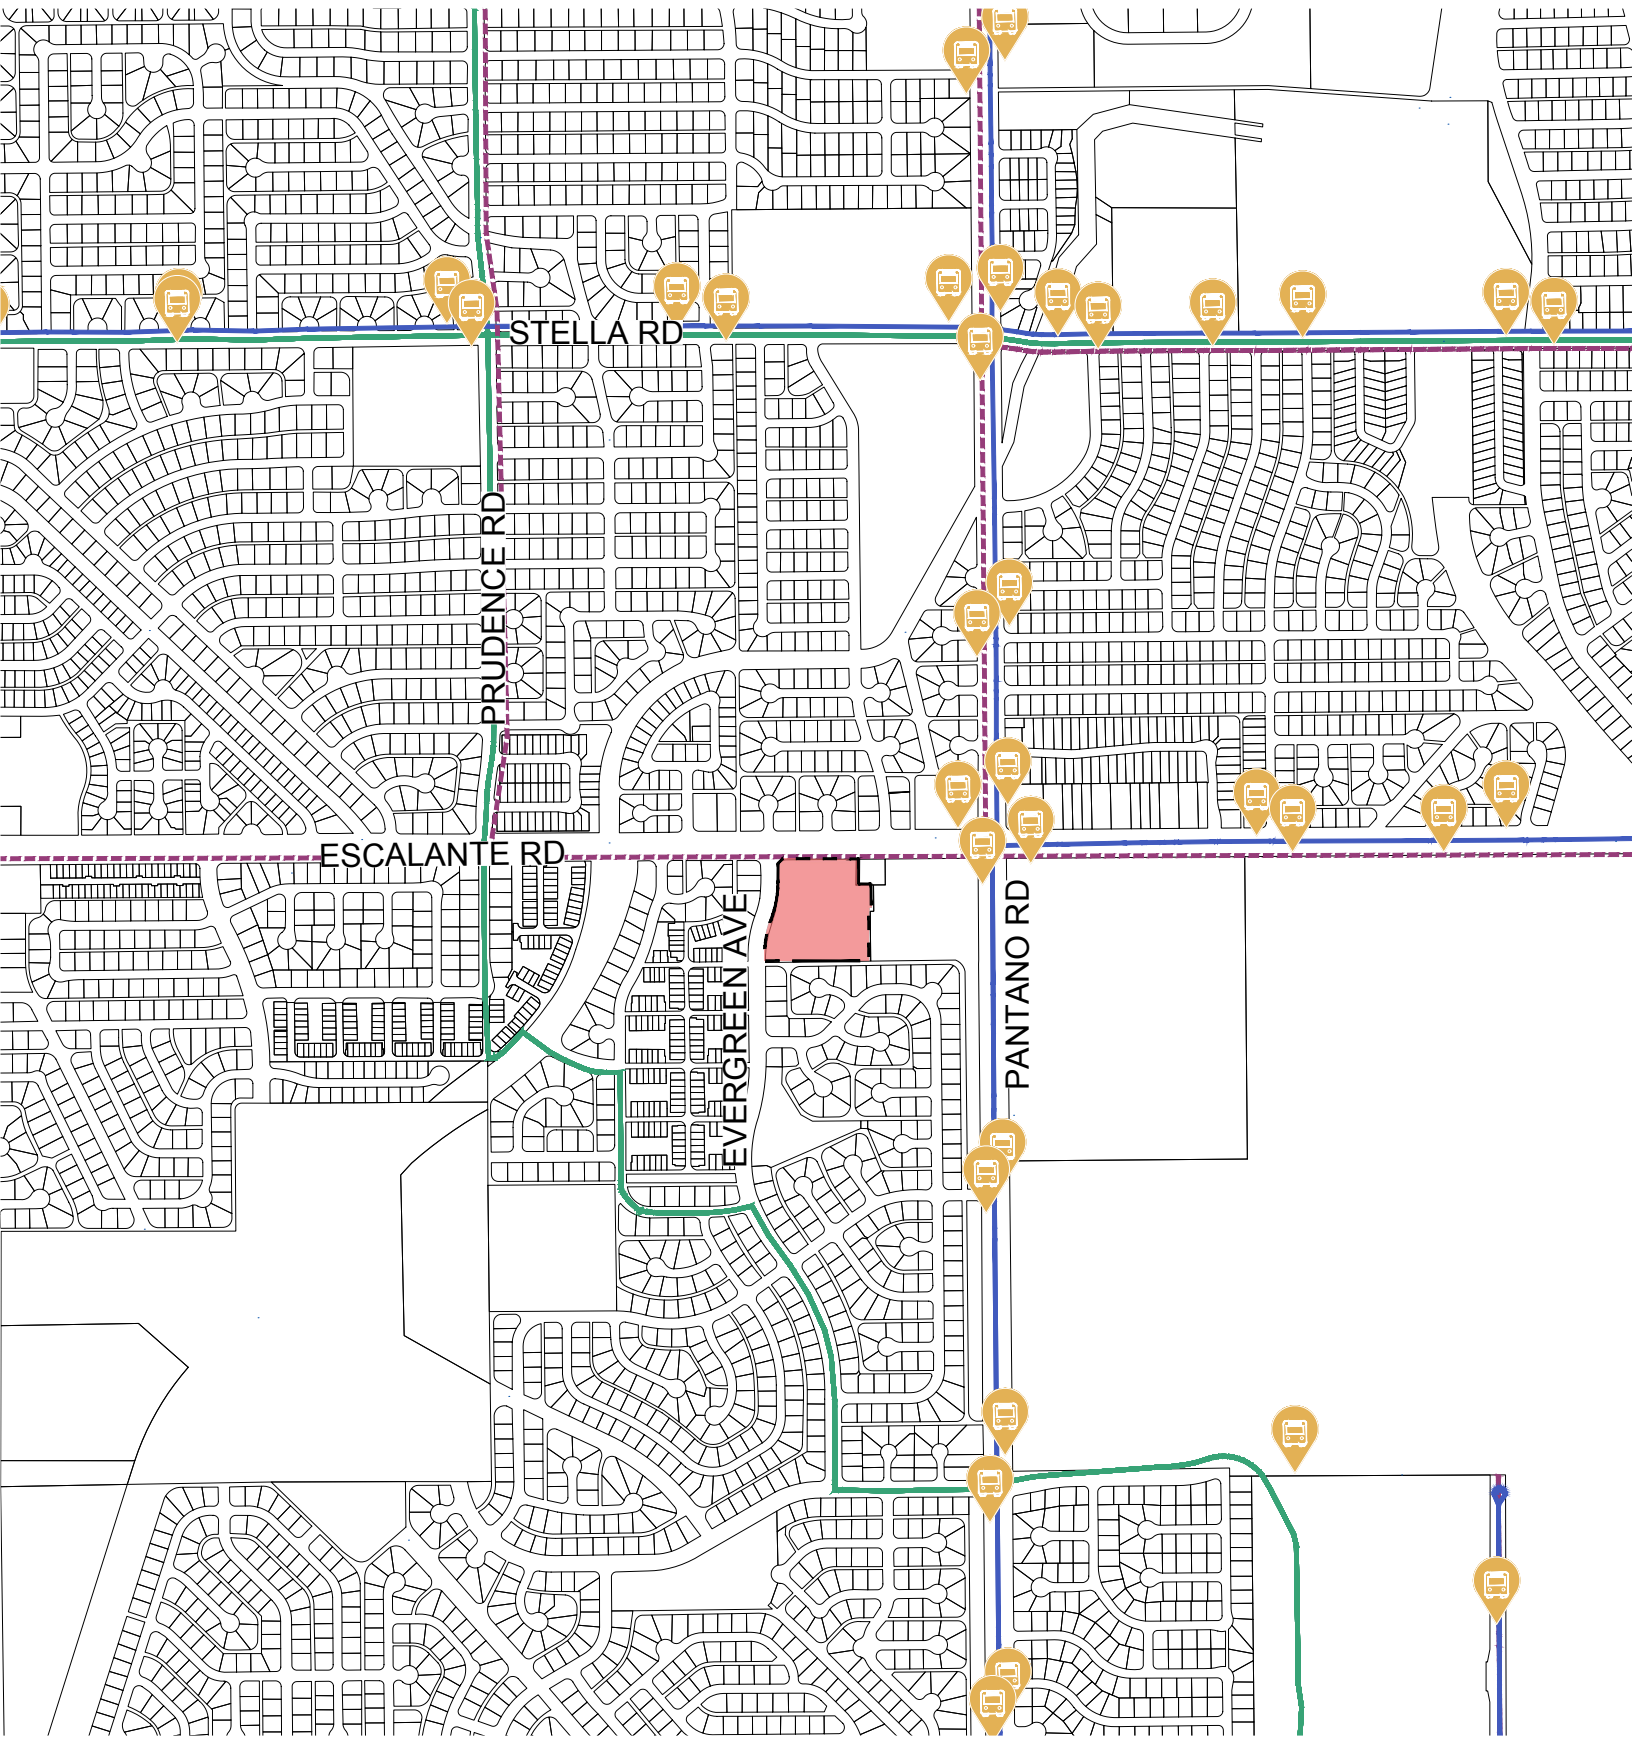 STELLA RD
PRUDENCE RD
ESCALANTE RD
EVERGREEN AVE
PANTANO RD